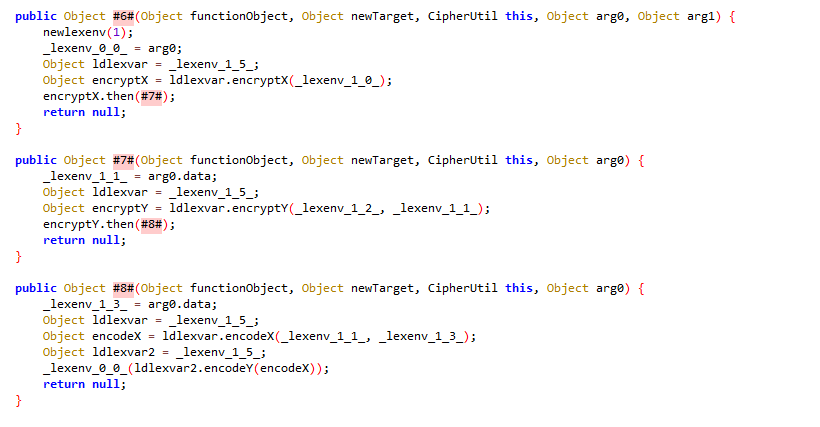 public Object #6#(Object functionObject, Object newTarget, CipherUtil this, Object arg0, Object arg1) {
    newlexenv(1);
    _lexenv_0_0_ = arg0;
    Object ldlexvar = _lexenv_1_5_;
    Object encryptX = ldlexvar.encryptX(_lexenv_1_0_);
    encryptX.then(#7#);
    return null;
}
public Object #7#(Object functionObject, Object newTarget, CipherUtil this, Object arg0) {
    _lexenv_1_1_ = arg0.data;
    Object ldlexvar = _lexenv_1_5_;
    Object encryptY = ldlexvar.encryptY(_lexenv_1_2_, _lexenv_1_1_);
    encryptY.then(#8#);
    return null;
}
public Object #8#(Object functionObject, Object newTarget, CipherUtil this, Object arg0) {
    _lexenv_1_3_ = arg0.data;
    Object ldlexvar = _lexenv_1_5_;
    Object encodeX = ldlexvar.encodeX(_lexenv_1_1_, _lexenv_1_3_);
    Object ldlexvar2 = _lexenv_1_5_;
    _lexenv_0_0_(ldlexvar2.encodeY(encodeX));
    return null;
}